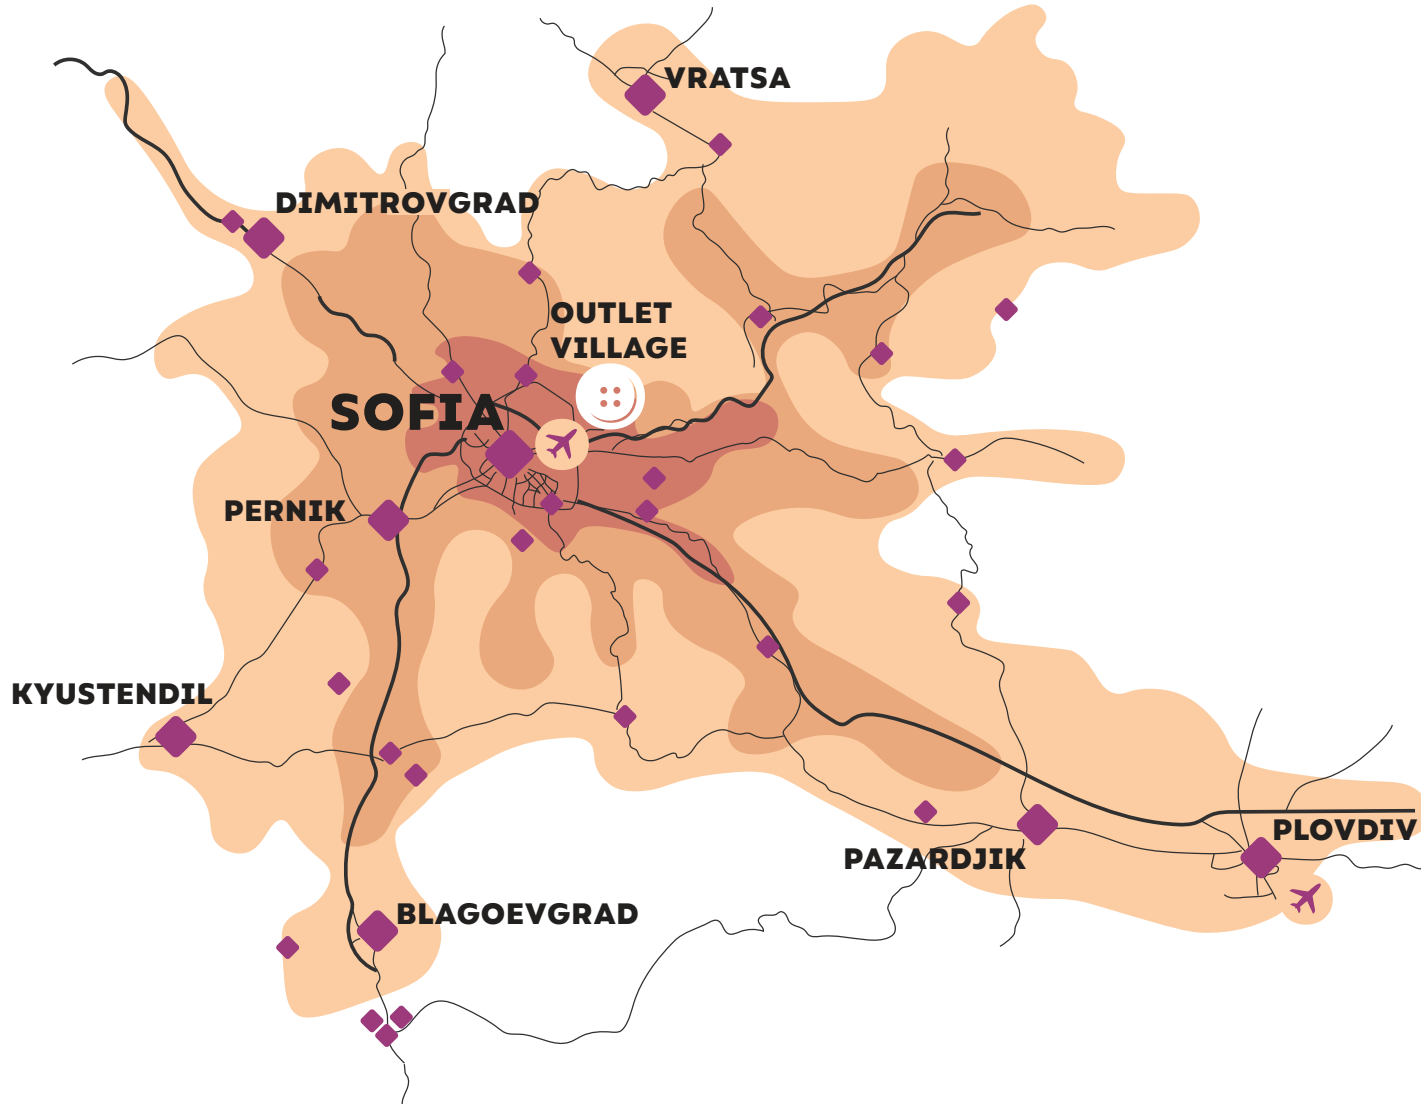 VRATSA
DIMITROVGRAD
OUTLET
VILLAGE
SOFIA
PERNIK
KYUSTENDIL
PLOVDIV
PAZARDJIK
BLAGOEVGRAD